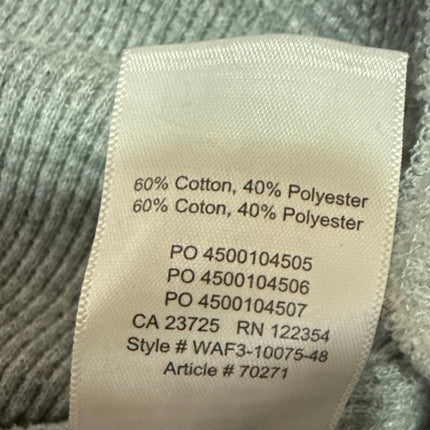 60% Cotton, 40% Polyester
60% Coton, 40% Polyester
PO 4500104505
PO 4500104506
PO 4500104507
CA 23725 RN 122354
Style # WAF3-10075-48
Article # 70271